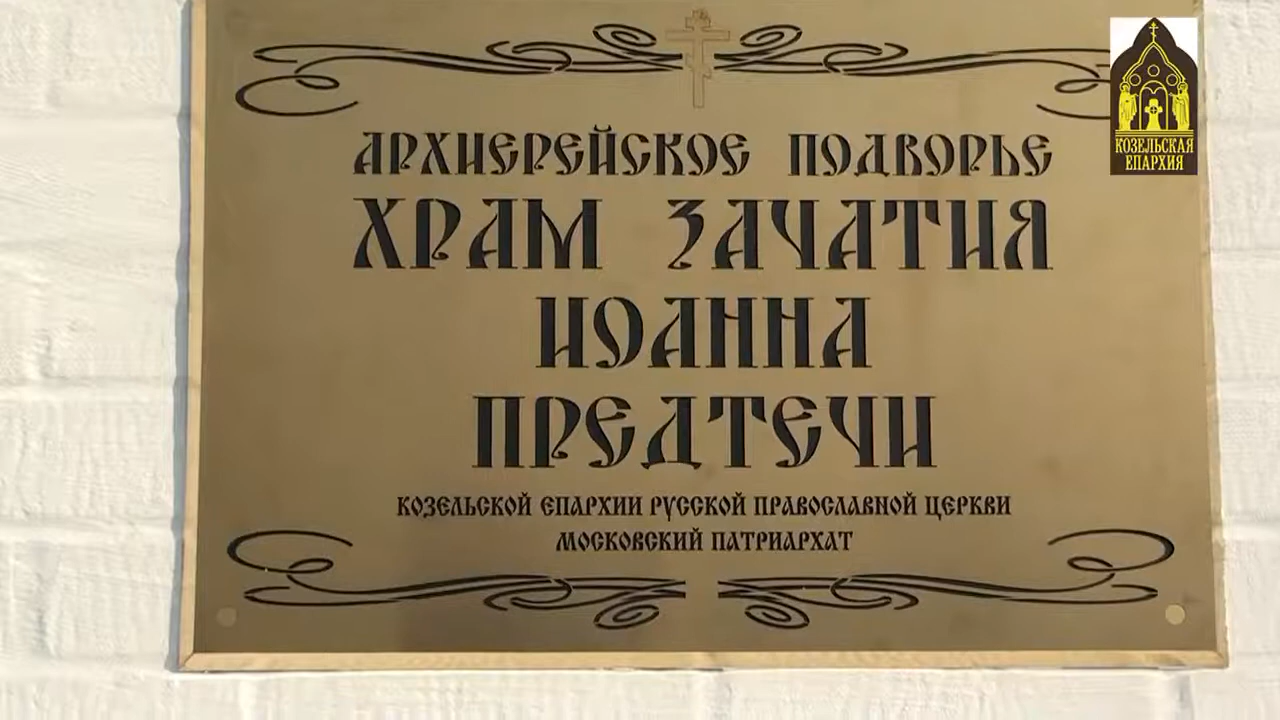 АРХИЕРЕЙСКОЕ ПОДВОРЬЕ
ХРАМ ЗАЧАТИЯ
ИОАННА
ПРЕДТЕЧИ
КОЗЕЛЬСКОЙ ЕПАРХИИ РУССКОЙ ПРАВОСЛАВНОЙ ЦЕРКВИ
МОСКОВСКИЙ ПАТРИАРХАТ
КОЗЕЛЬСКАЯ
ЕПАРХИЯ